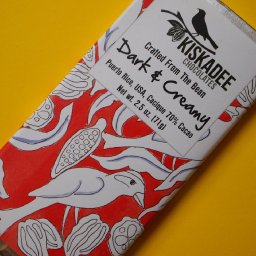 KISKADEE
CHOCOLATES
Crafted From The Bean
Dark & Creamy
Puerto Rico, USA, Cacique, 70% Cacao
Net wt. 2.5 oz. (71g)